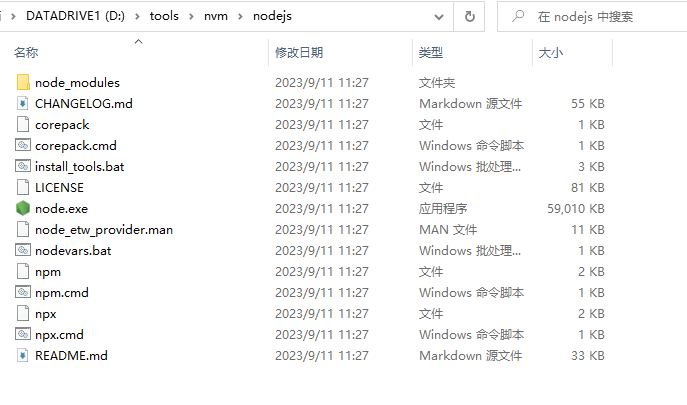 DATADRIVE1 (D:) > tools > nvm > nodejs 在 nodejs 中搜索
名称 修改日期 类型 大小
node_modules 2023/9/11 11:27 文件夹
CHANGELOG.md 2023/9/11 11:27 Markdown 源文件 55 KB
corepack 2023/9/11 11:27 文件 1 KB
corepack.cmd 2023/9/11 11:27 Windows 命令脚本 1 KB
install_tools.bat 2023/9/11 11:27 Windows 批处理... 3 KB
LICENSE 2023/9/11 11:27 文件 81 KB
node.exe 2023/9/11 11:27 应用程序 59,010 KB
node_etw_provider.man 2023/9/11 11:27 MAN 文件 11 KB
nodevars.bat 2023/9/11 11:27 Windows 批处理... 1 KB
npm 2023/9/11 11:27 文件 2 KB
npm.cmd 2023/9/11 11:27 Windows 命令脚本 1 KB
npx 2023/9/11 11:27 文件 2 KB
npx.cmd 2023/9/11 11:27 Windows 命令脚本 1 KB
README.md 2023/9/11 11:27 Markdown 源文件 33 KB